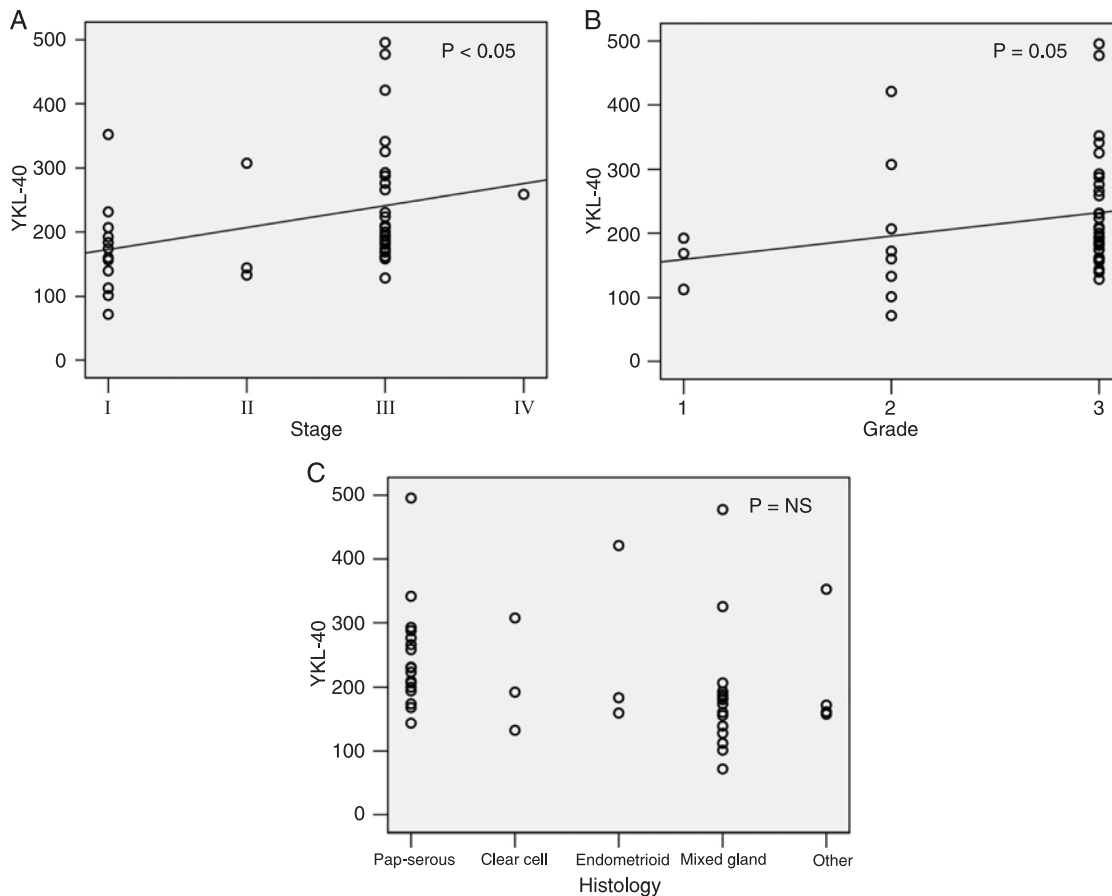 A
500
400
300
200
100
0
YKL-40
P < 0.05
I II III IV
Stage
B
500
400
300
200
100
0
YKL-40
P = 0.05
1 2 3
Grade
C
500
400
300
200
100
0
YKL-40
P = NS
Pap-serous Clear cell Endometrioid Mixed gland Other
Histology